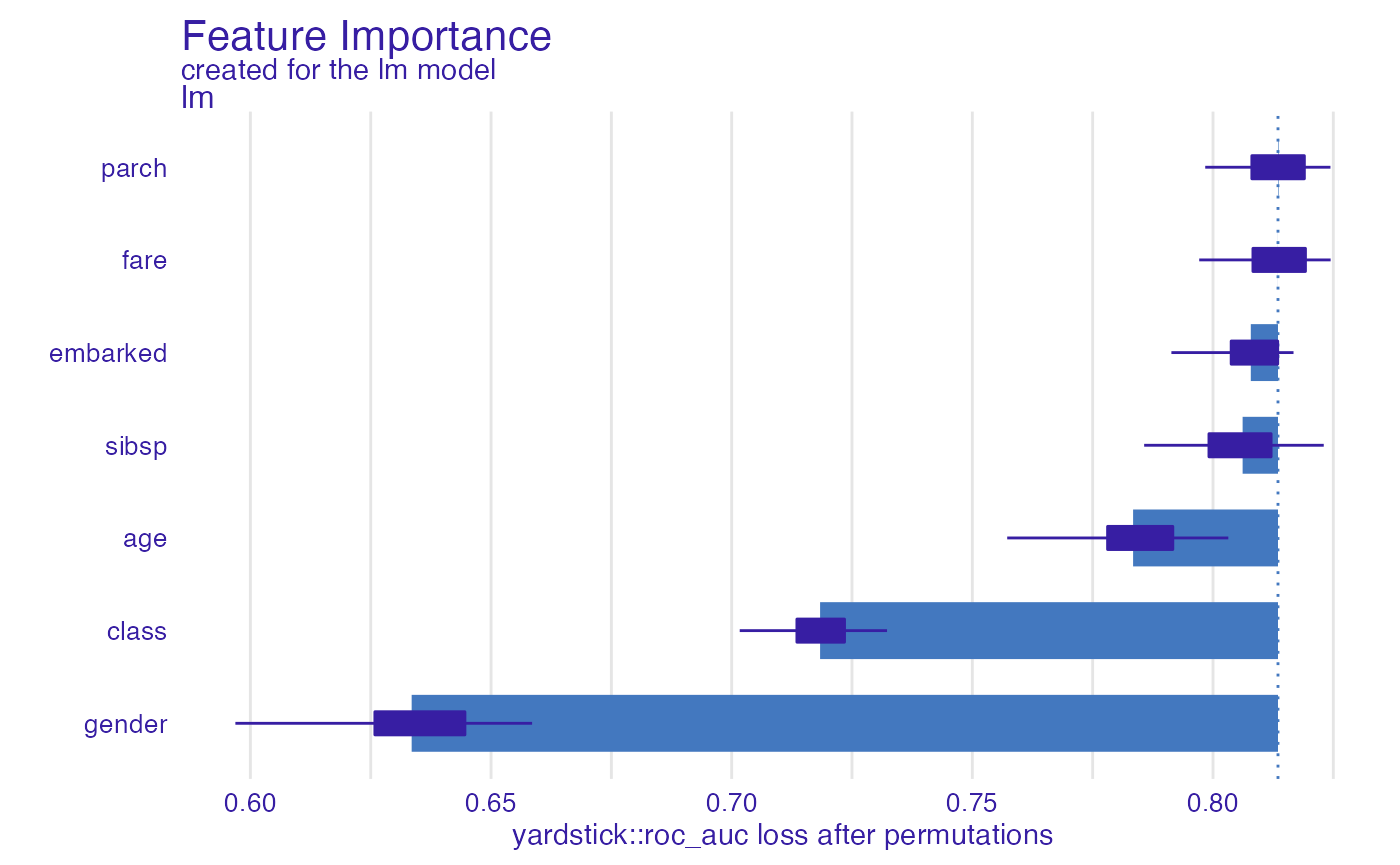 Feature Importance
created for the lm model
lm
parch
fare
embarked
sibsp
age
class
gender
0.60 0.65 0.70 0.75 0.80
yardstick::roc_auc loss after permutations